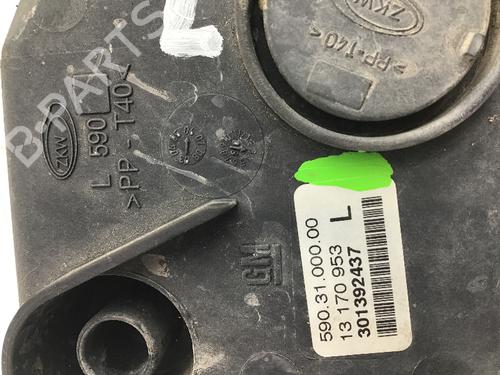 B-PARTS
L
ZKW
L 590
>PP - T40<
ZKW
>PP-T40<
GM
590.31.000.00
13 170 953 L
301392437